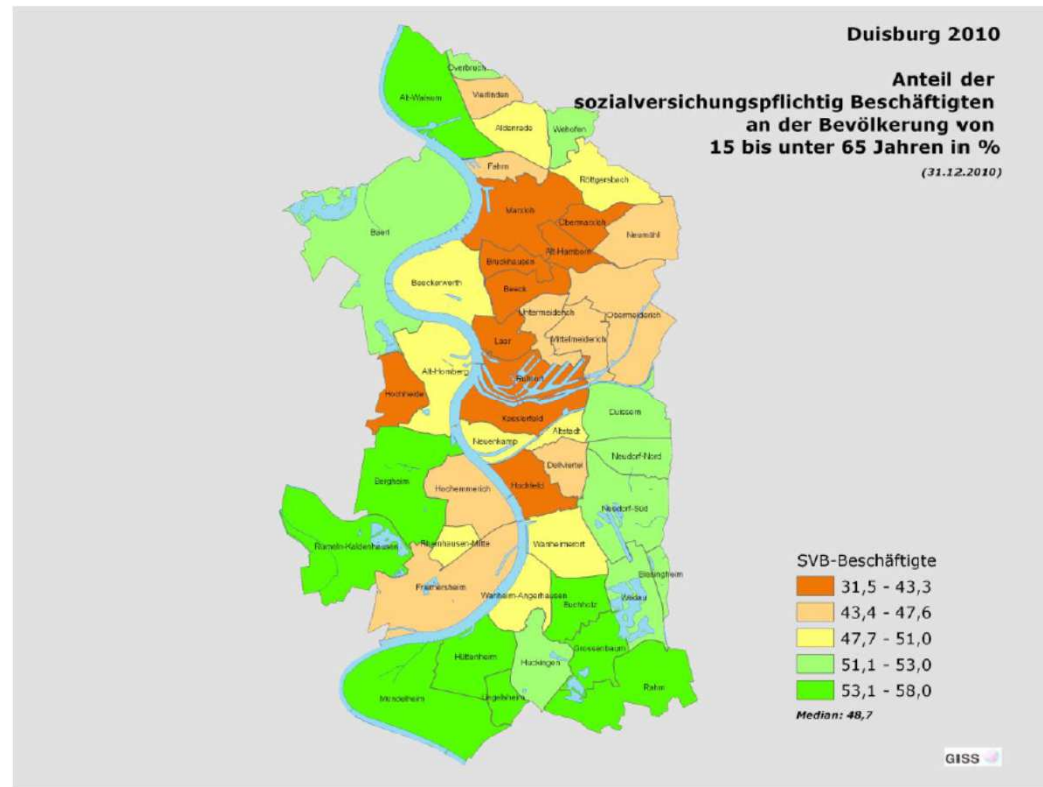 Duisburg 2010
Anteil der
sozialversichungspflichtig Beschäftigten
an der Bevölkerung von
15 bis unter 65 Jahren in %
(31.12.2010)
Overbruch
Alt-Walsum
Vierlinden
Aldenrade
Wehofen
Fahrn
Röttgersbach
Marxloh
Obermarxloh
Neumühl
Baerl
Alt-Hamborn
Bruckhausen
Beeckerwerth
Beeck
Untermeiderich
Obermeiderich
Mittelmeiderich
Laar
Alt-Homberg
Ruhrort
Hochheide
Kasslerfeld
Duissern
Altstadt
Neuenkamp
Neudorf-Nord
Dellviertel
Bergheim
Hochemmerich
Hochfeld
Neudorf-Süd
Rumeln-Kaldenhausen
Rheinhausen-Mitte
Wanheimerort
Bissingheim
Friemersheim
Wanheim-Angerhausen
Buchholz
Wedau
Hüttenheim
Huckingen
Grossenbaum
Mündelheim
Ungelsheim
Rahm
SVB-Beschäftigte
31,5 - 43,3
43,4 - 47,6
47,7 - 51,0
51,1 - 53,0
53,1 - 58,0
Median: 48,7
GISS